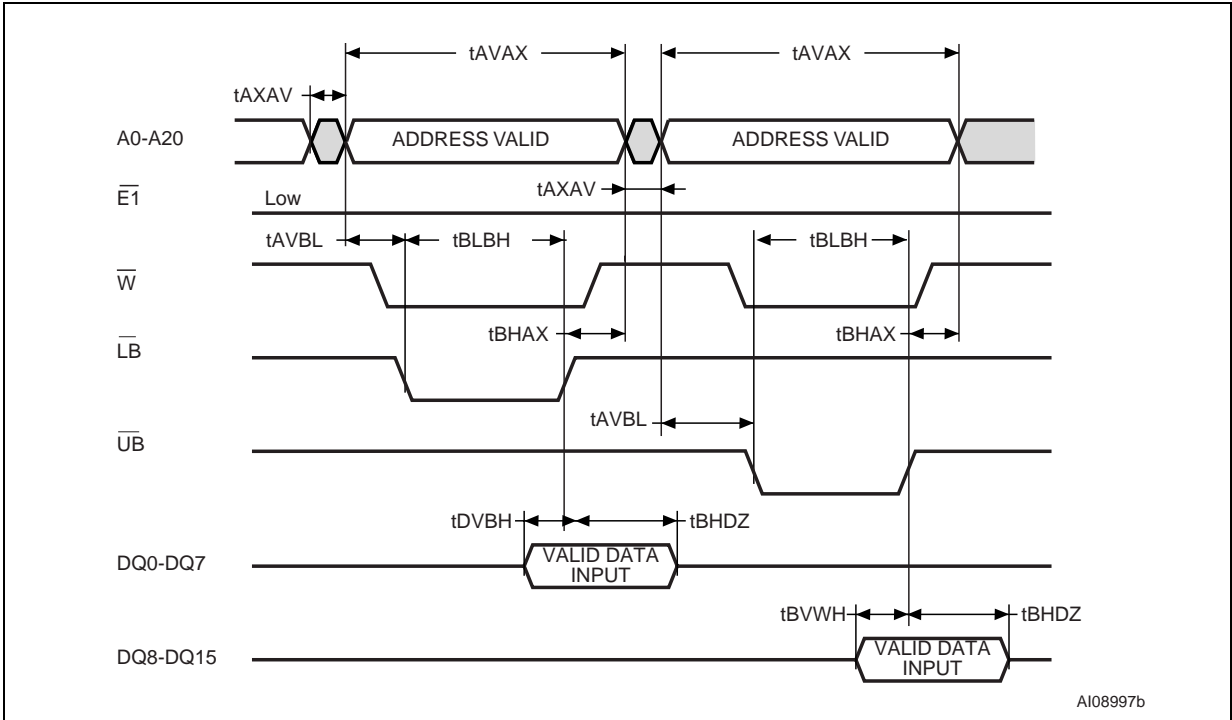 tAVAX tAVAX
tAXAV
A0-A20 ADDRESS VALID ADDRESS VALID
tAXAV
E1 Low
tAVBL tBLBH tBLBH
W
tBHAX tBHAX
LB
tAVBL
UB
tDVBH tBHDZ
DQ0-DQ7 VALID DATA
INPUT
tBVWH tBHDZ
DQ8-DQ15 VALID DATA
INPUT
AI08997b